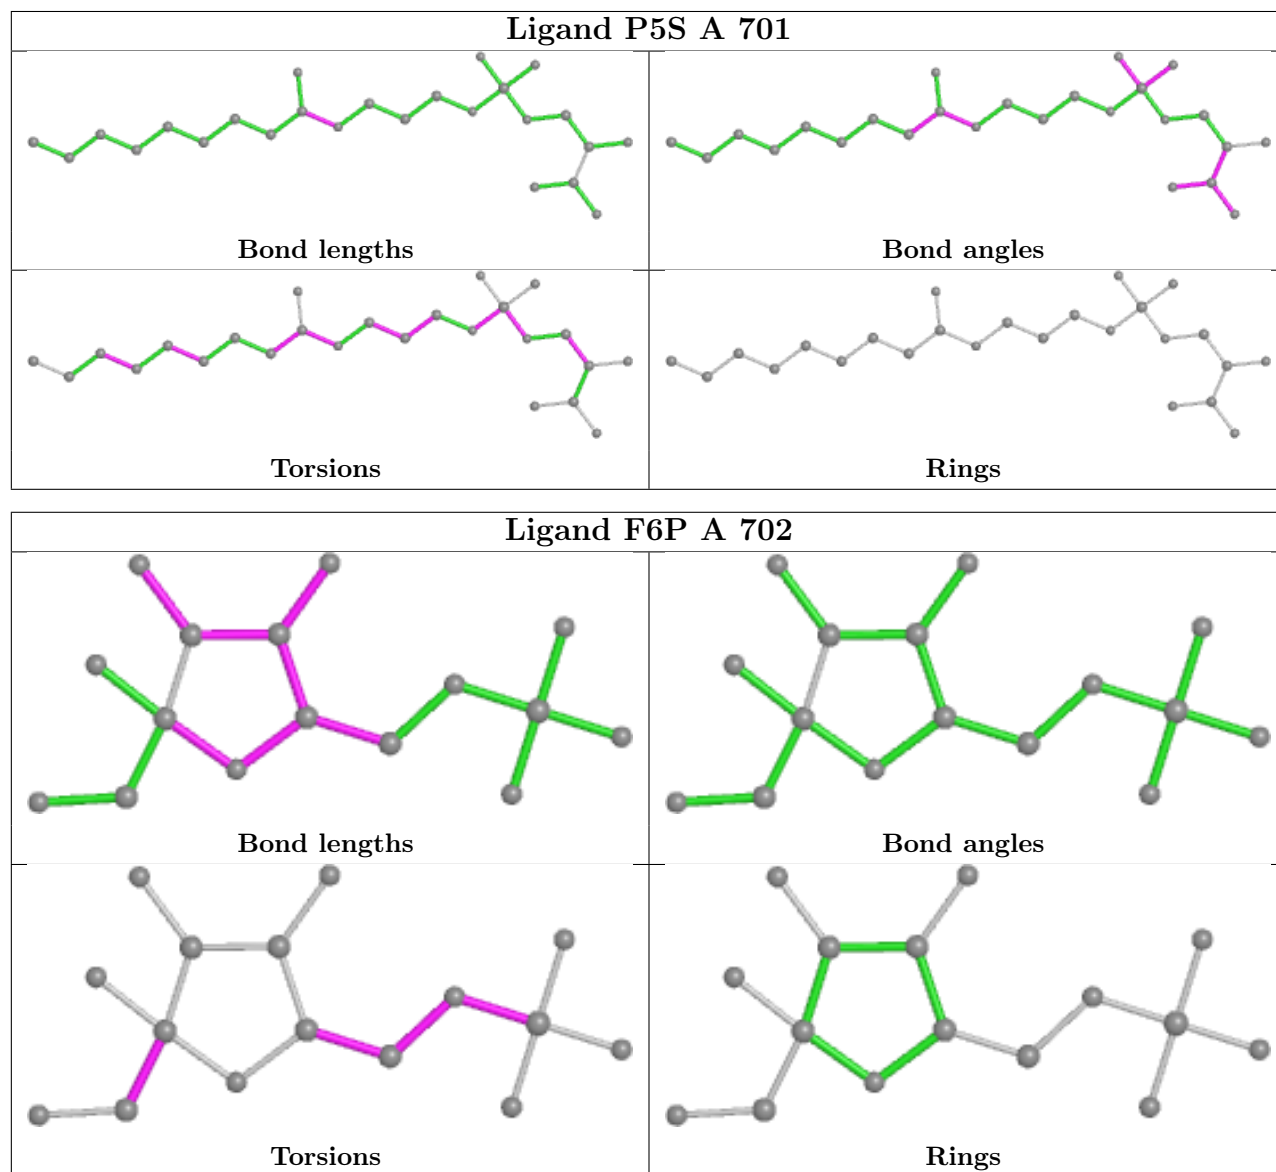 Ligand P5S A 701
Bond lengths
Bond angles
Torsions
Rings
Ligand F6P A 702
Bond lengths
Bond angles
Torsions
Rings